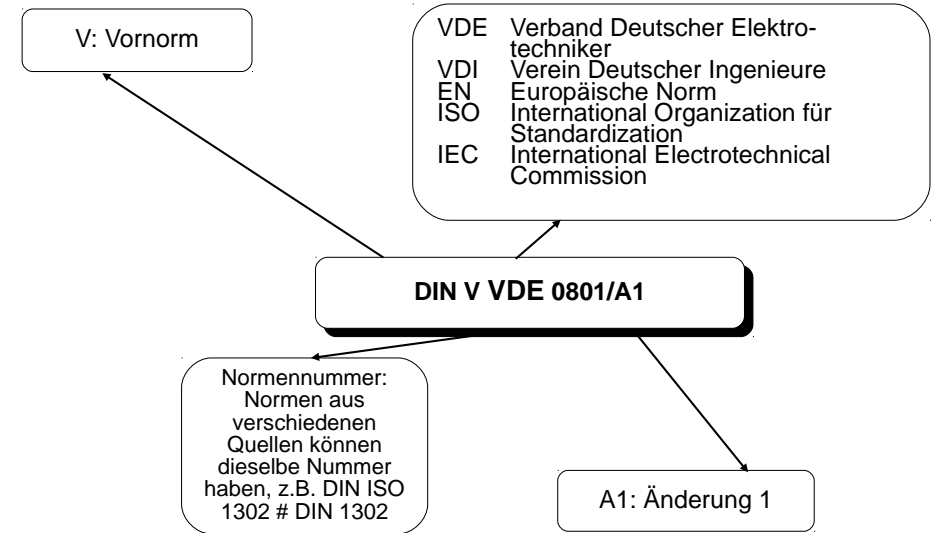 V: Vornorm
VDE Verband Deutscher Elektro-
techniker
VDI Verein Deutscher Ingenieure
EN Europäische Norm
ISO International Organization für
Standardization
IEC International Electrotechnical
Commission
DIN V VDE 0801/A1
Normennummer:
Normen aus
verschiedenen
Quellen können
dieselbe Nummer
haben, z.B. DIN ISO
1302 # DIN 1302
A1: Änderung 1